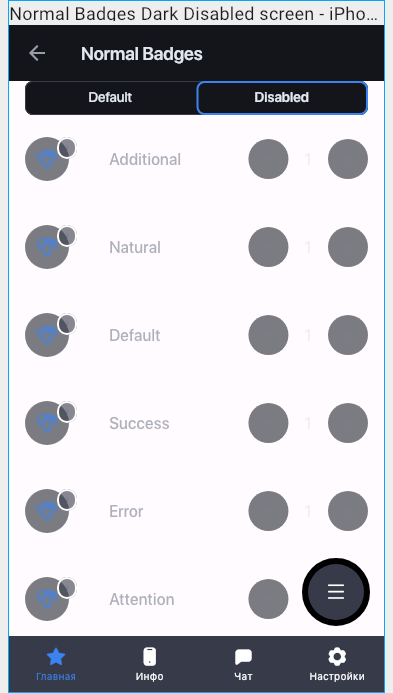 Normal Badges Dark Disabled screen - iPho...
Normal Badges
Default Disabled
Additional 1
Natural 1
Default 1
Success 1
Error 1
Attention
Главная Инфо Чат Настройки